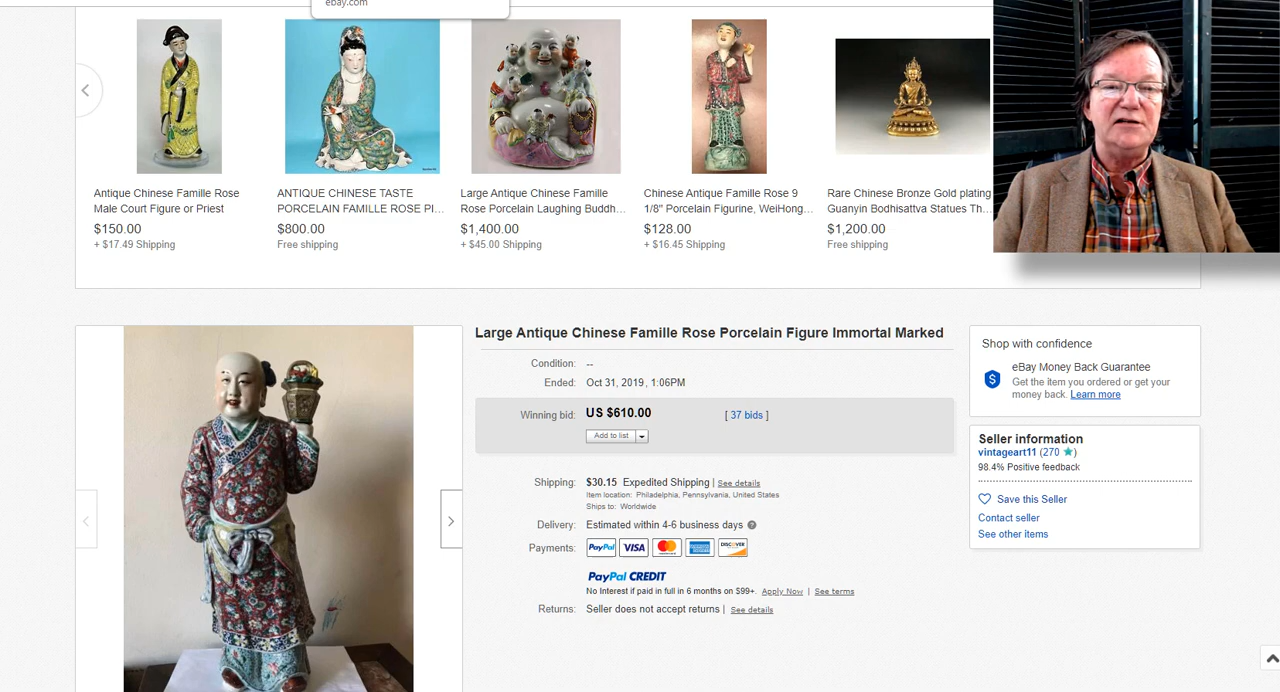 ebay.com
Antique Chinese Famille Rose
Male Court Figure or Priest
$150.00
+ $17.49 Shipping
ANTIQUE CHINESE TASTE
PORCELAIN FAMILLE ROSE PI...
$800.00
Free shipping
Large Antique Chinese Famille
Rose Porcelain Laughing Buddh...
$1,400.00
+ $45.00 Shipping
Chinese Antique Famille Rose 9
1/8" Porcelain Figurine, WeiHong...
$128.00
+ $16.45 Shipping
Rare Chinese Bronze Gold plating
Guanyin Bodhisattva Statues Th...
$1,200.00
Free shipping
Large Antique Chinese Famille Rose Porcelain Figure Immortal Marked
Condition: --
Ended: Oct 31, 2019 , 1:06PM
Winning bid: US $610.00 [ 37 bids ]
Add to list
Shipping: $30.15 Expedited Shipping | See details
Item location: Philadelphia, Pennsylvania, United States
Ships to: Worldwide
Delivery: Estimated within 4-6 business days ?
Payments: PayPal VISA MasterCard AMERICAN EXPRESS DISCOVER
PayPal CREDIT
No Interest if paid in full in 6 months on $99+. Apply Now | See terms
Returns: Seller does not accept returns | See details
Shop with confidence
eBay Money Back Guarantee
Get the item you ordered or get your
money back. Learn more
Seller information
vintageart11 (270 ★)
98.4% Positive feedback
Save this Seller
Contact seller
See other items